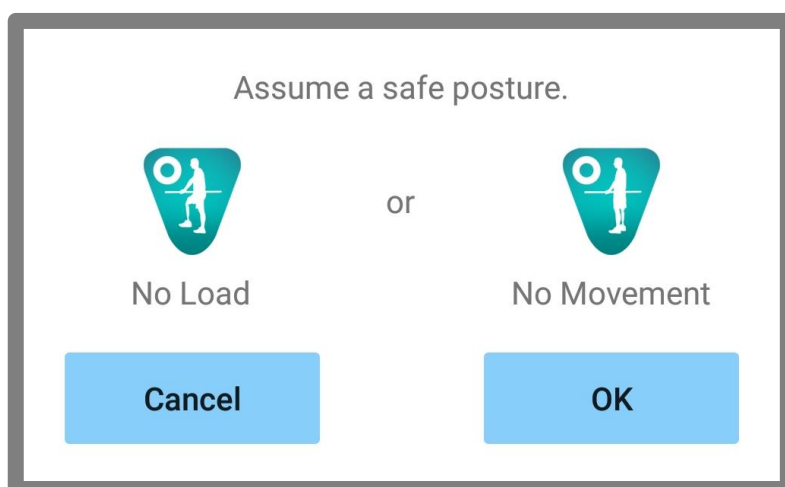 Assume a safe posture.
or
No Load
No Movement
Cancel
OK